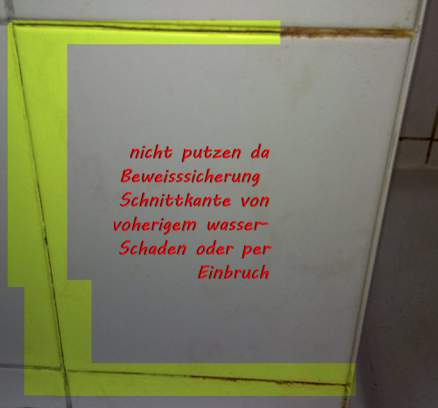 nicht putzen da
Beweisssicherung
Schnittkante von
voherigem wasser-
Schaden oder per
Einbruch